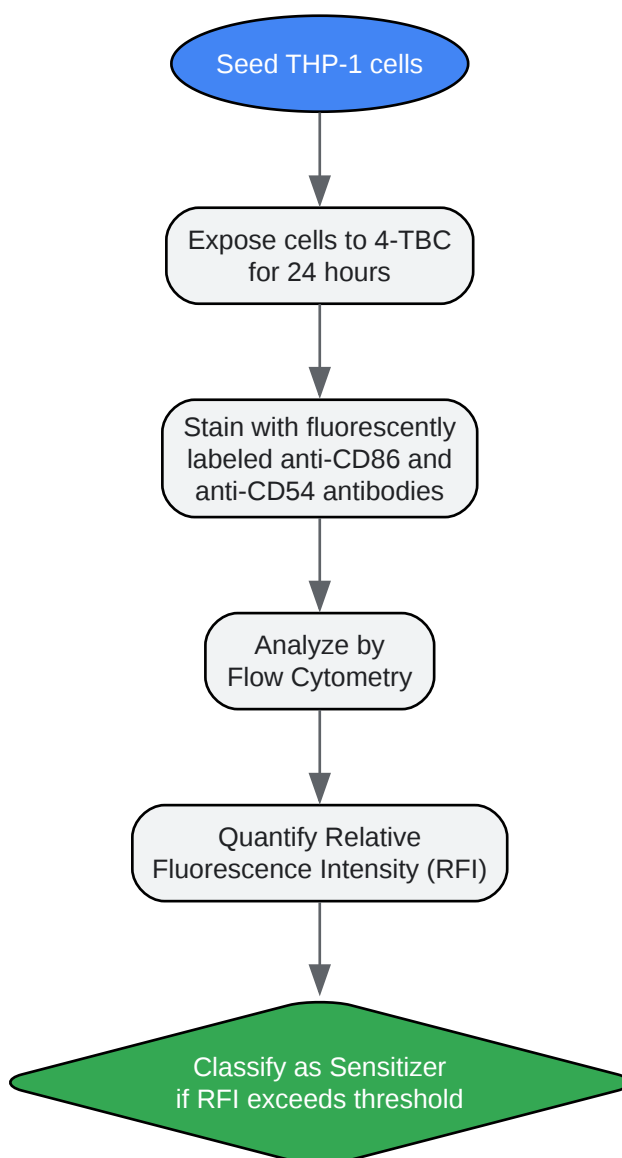 Seed THP-1 cells
Expose cells to 4-TBC
for 24 hours
Stain with fluorescently
labeled anti-CD86 and
anti-CD54 antibodies
Analyze by
Flow Cytometry
Quantify Relative
Fluorescence Intensity (RFI)
Classify as Sensitizer
if RFI exceeds threshold